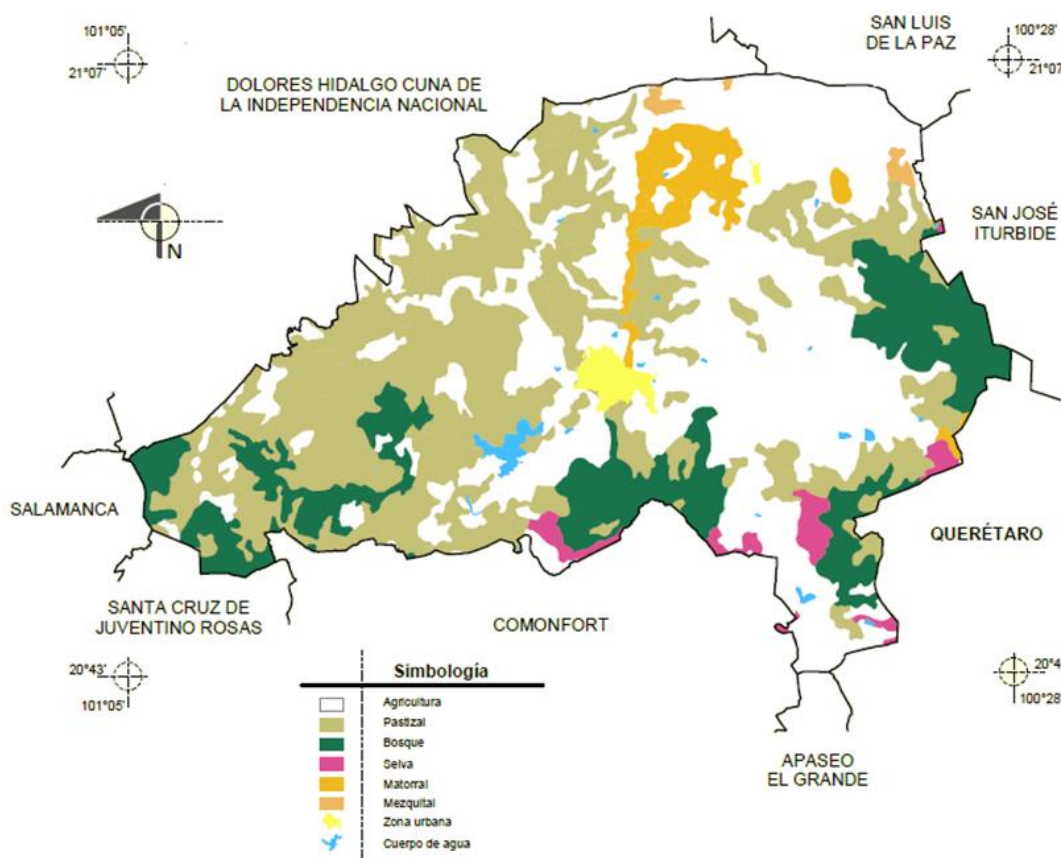 101°05'
21°07'
SAN LUIS
DE LA PAZ
100°28'
21°07
DOLORES HIDALGO CUNA DE
LA INDEPENDENCIA NACIONAL
N
SAN JOSÉ
ITURBIDE
SALAMANCA
QUERÉTARO
SANTA CRUZ DE
JUVENTINO ROSAS
COMONFORT
20°43'
101°05'
20°4
100°28'
APASEO
EL GRANDE
Simbología
Agricultura
Pastizal
Bosque
Selva
Matorral
Mezquital
Zona urbana
Cuerpo de agua